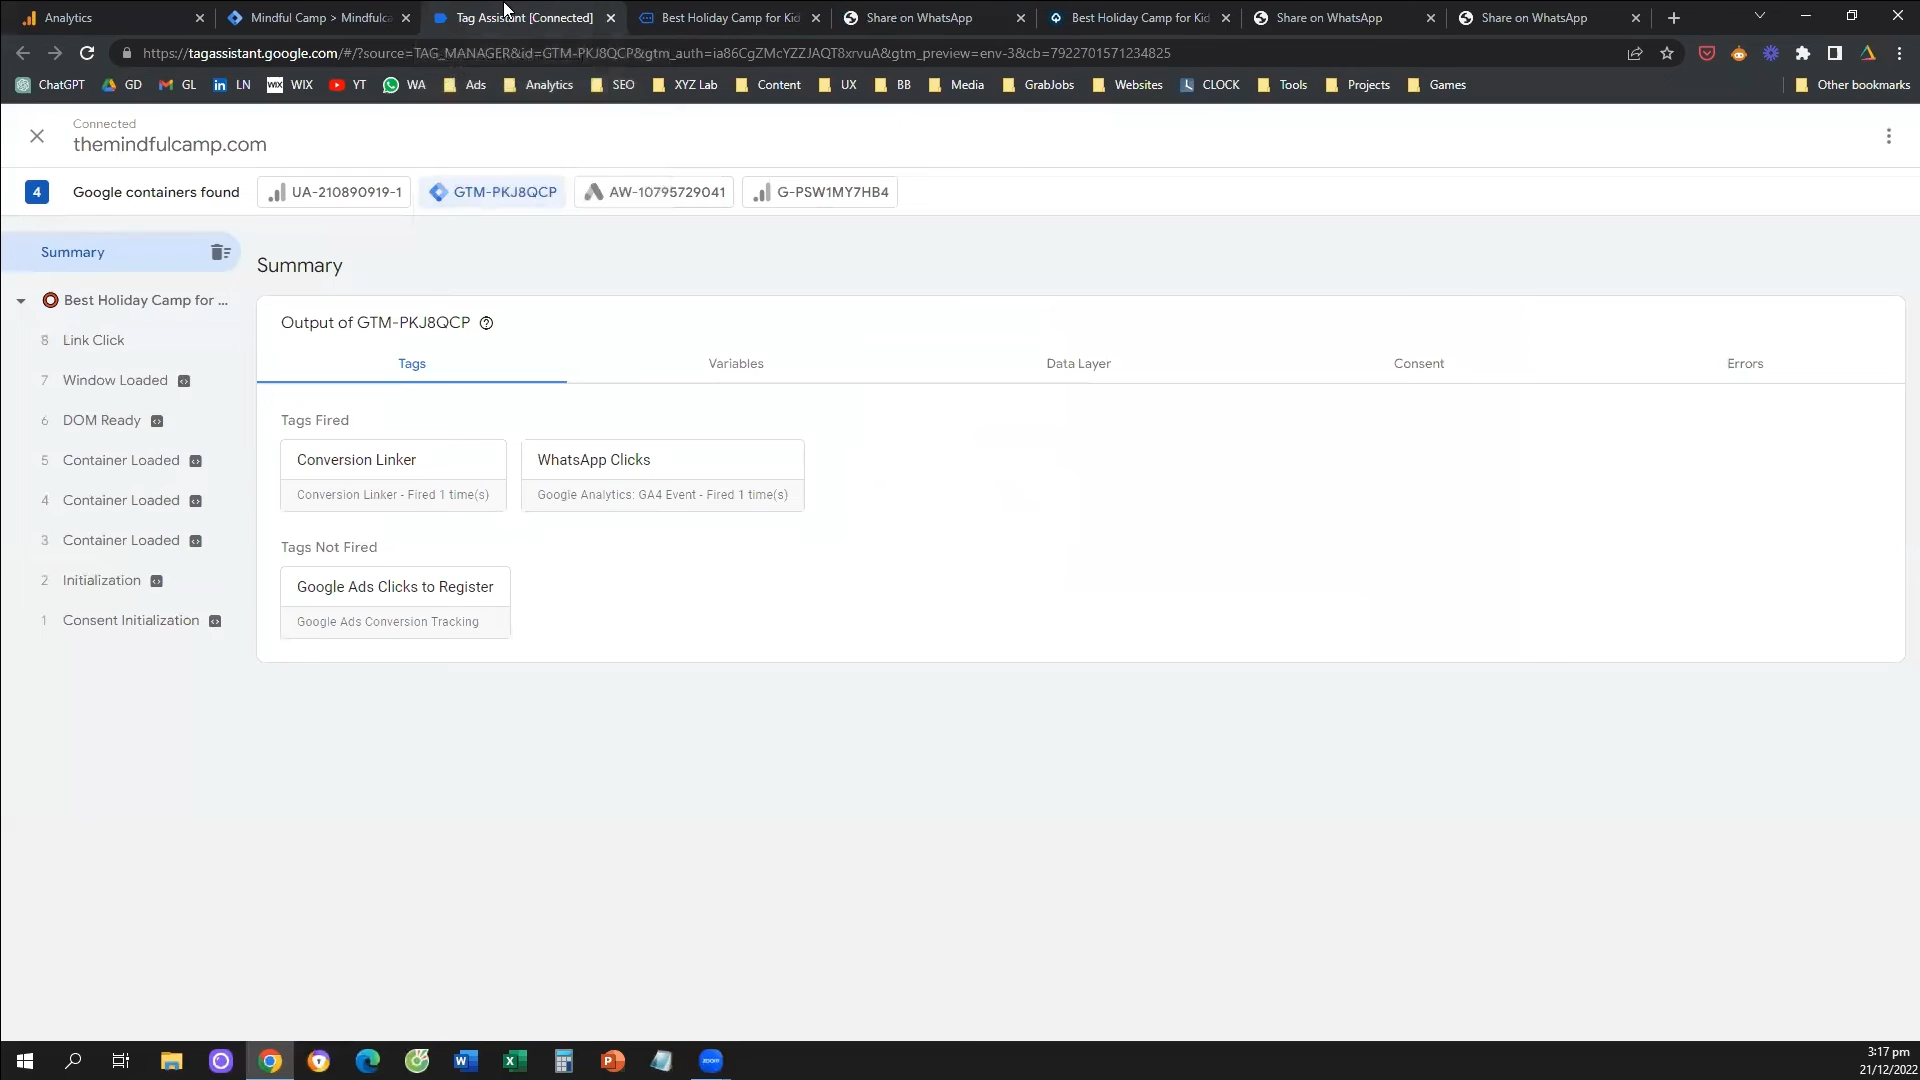 Analytics
Mindful Camp > Mindfulca
Tag Assistant [Connected]
Best Holiday Camp for Kid
Share on WhatsApp
Best Holiday Camp for Kid
Share on WhatsApp
Share on WhatsApp
https://tagassistant.google.com/#/?source=TAG_MANAGER&id=GTM-PKJ8QCP&gtm_auth=ia86CgZMcYZZJAQT8xrvuA&gtm_preview=env-3&cb=7922701571234825
ChatGPT
GD
GL
LN
WIX
YT
WA
Ads
Analytics
SEO
XYZ Lab
Content
UX
BB
Media
GrabJobs
Websites
CLOCK
Tools
Projects
Games
Other bookmarks
Connected
themindfulcamp.com
4
Google containers found
UA-210890919-1
GTM-PKJ8QCP
AW-10795729041
G-PSW1MY7HB4
Summary
Best Holiday Camp for ...
8 Link Click
7 Window Loaded
6 DOM Ready
5 Container Loaded
4 Container Loaded
3 Container Loaded
2 Initialization
1 Consent Initialization
Summary
Output of GTM-PKJ8QCP
Tags
Variables
Data Layer
Consent
Errors
Tags Fired
Conversion Linker
Conversion Linker - Fired 1 time(s)
WhatsApp Clicks
Google Analytics: GA4 Event - Fired 1 time(s)
Tags Not Fired
Google Ads Clicks to Register
Google Ads Conversion Tracking
3:17 pm
21/12/2022